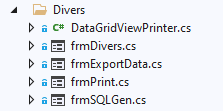 Divers
C# DataGridViewPrinter.cs
frmDivers.cs
frmExportData.cs
frmPrint.cs
frmSQLGen.cs